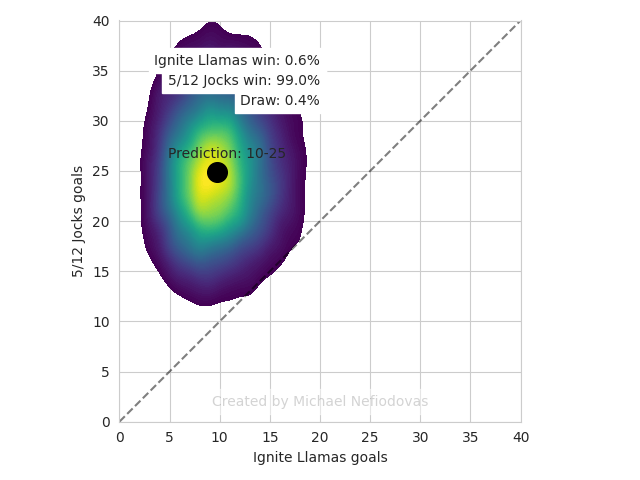 40
35
30
25
20
15
10
5
0
5/12 Jocks goals
Ignite Llamas win: 0.6%
5/12 Jocks win: 99.0%
Draw: 0.4%
Prediction: 10-25
Created by Michael Nefiodovas
0 5 10 15 20 25 30 35 40
Ignite Llamas goals